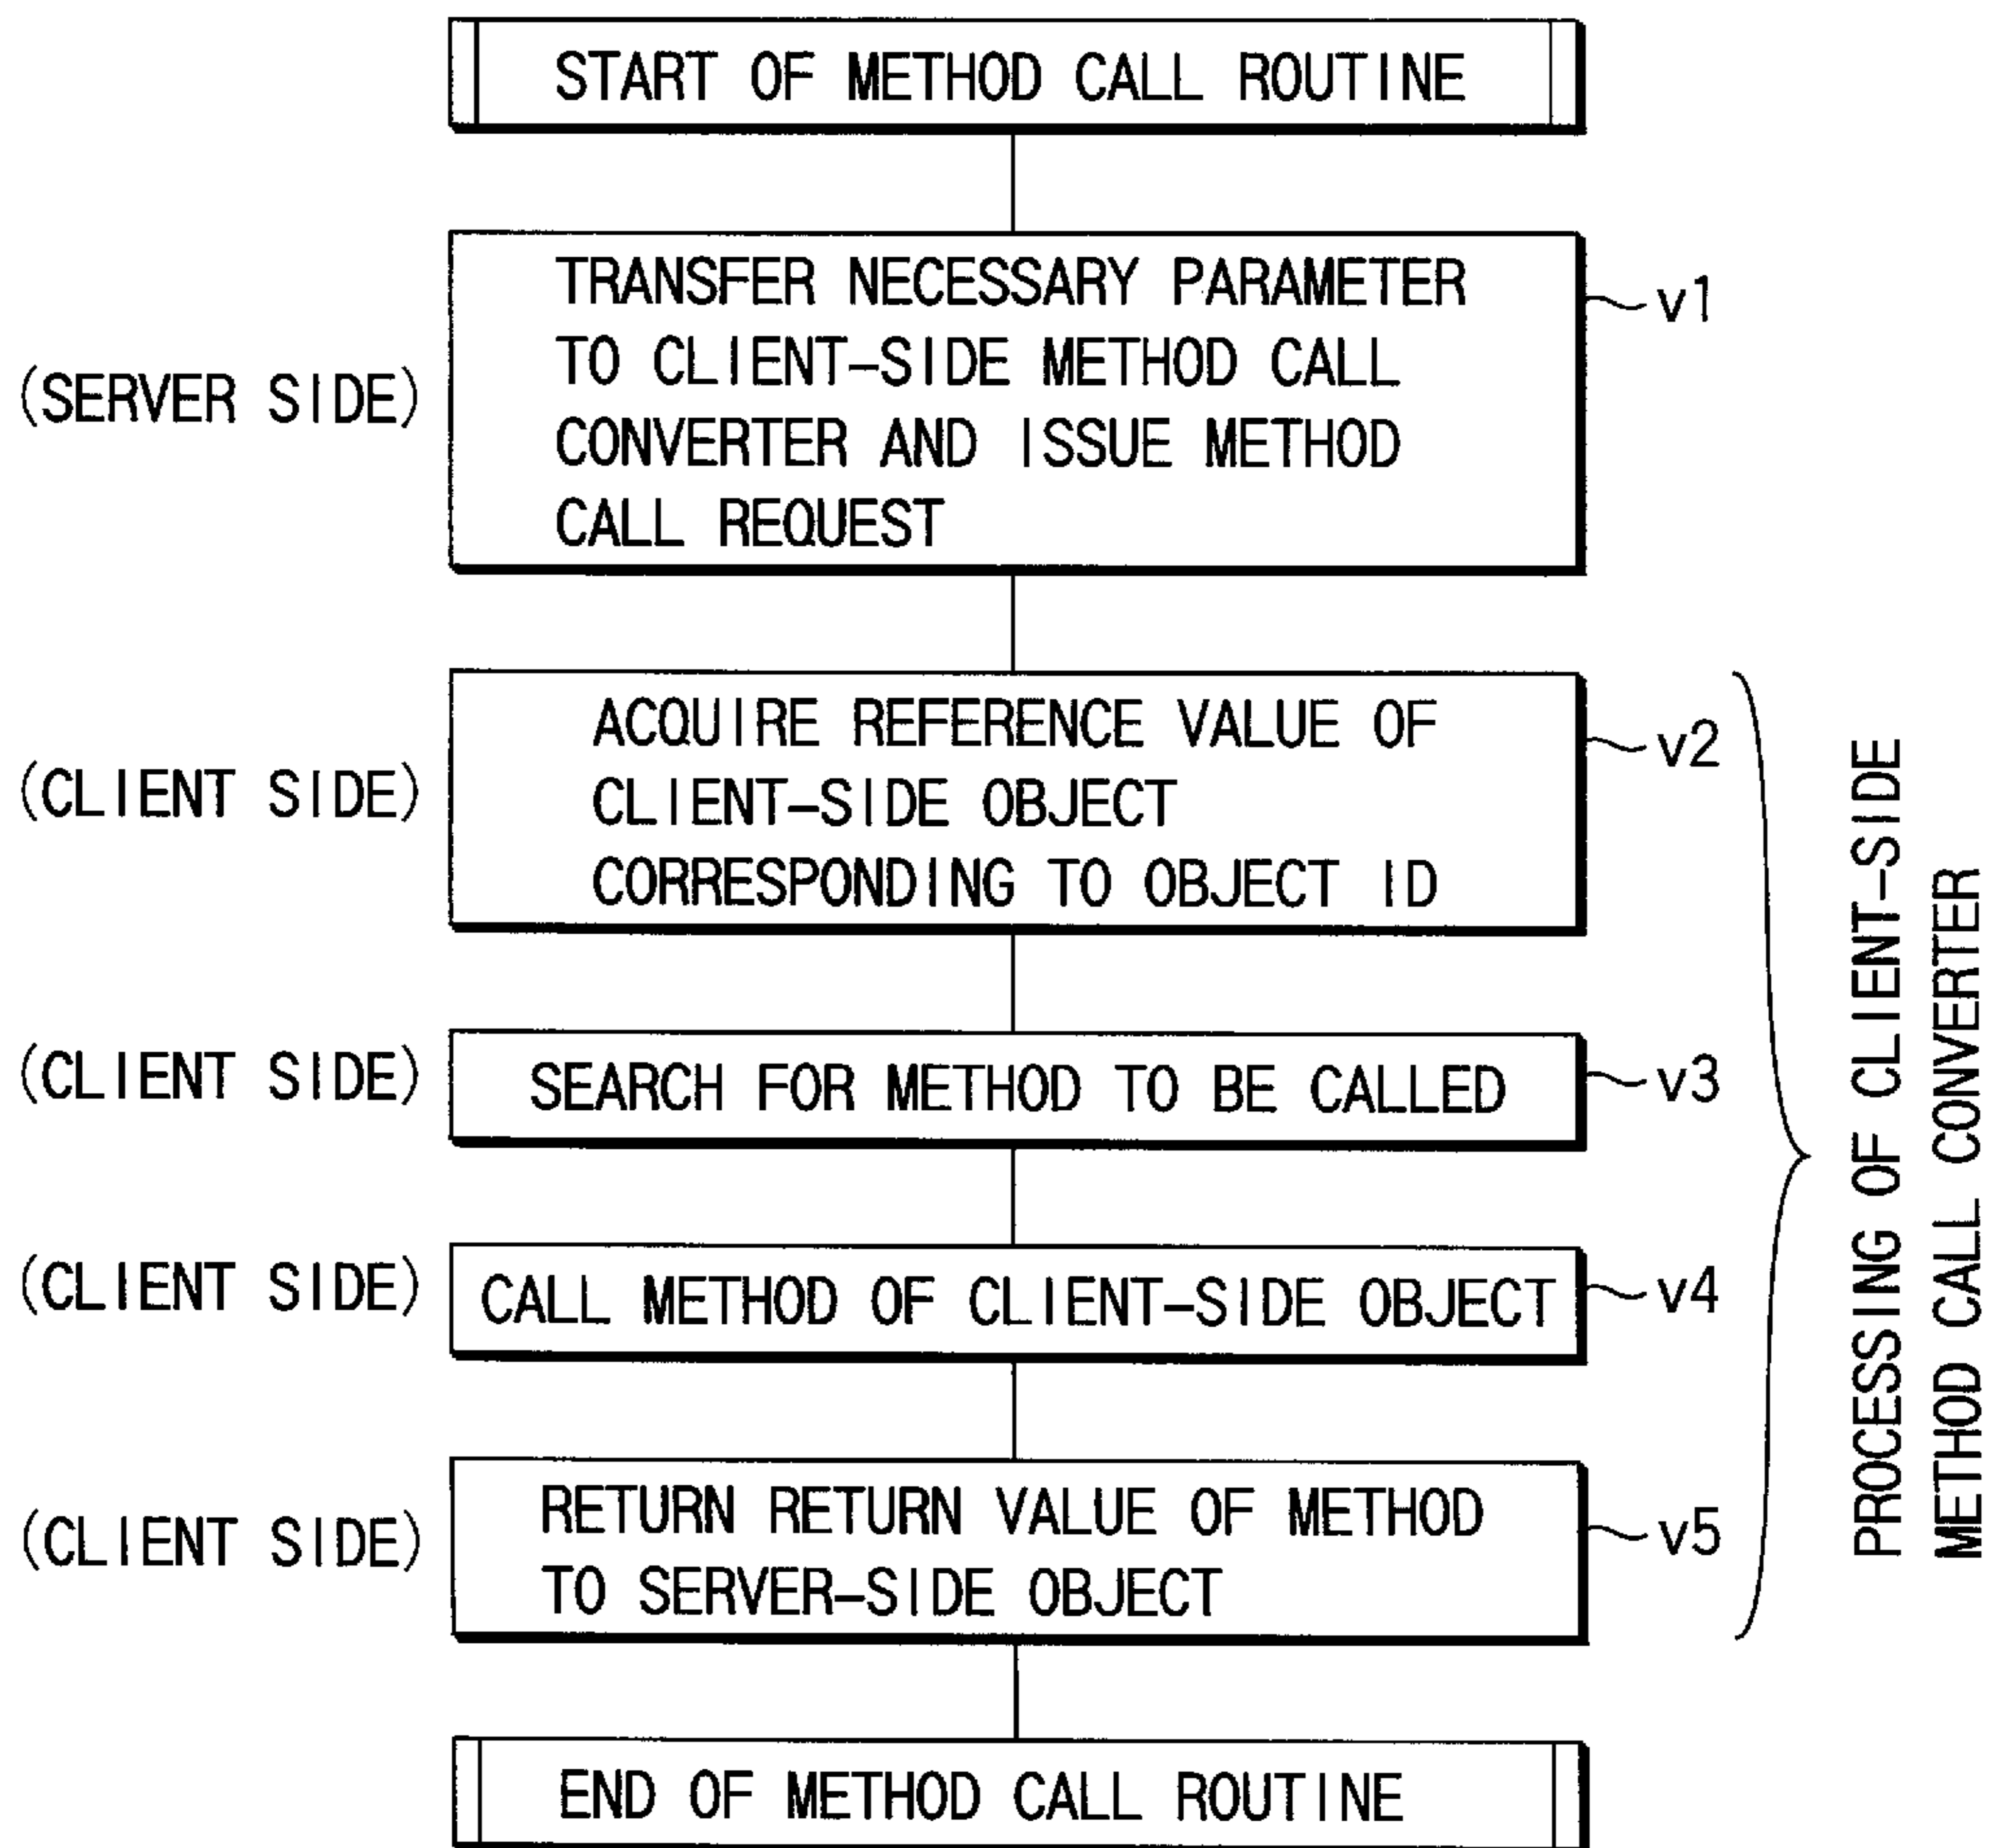 START OF METHOD CALL ROUTINE
(SERVER SIDE)
TRANSFER NECESSARY PARAMETER
TO CLIENT-SIDE METHOD CALL
CONVERTER AND ISSUE METHOD
CALL REQUEST
v1
(CLIENT SIDE)
ACQUIRE REFERENCE VALUE OF
CLIENT-SIDE OBJECT
CORRESPONDING TO OBJECT ID
v2
(CLIENT SIDE)
SEARCH FOR METHOD TO BE CALLED
v3
(CLIENT SIDE)
CALL METHOD OF CLIENT-SIDE OBJECT
v4
(CLIENT SIDE)
RETURN RETURN VALUE OF METHOD
TO SERVER-SIDE OBJECT
v5
PROCESSING OF CLIENT-SIDE
METHOD CALL CONVERTER
END OF METHOD CALL ROUTINE